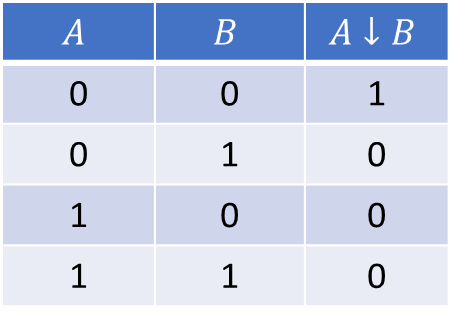 A B A ↓ B
0 0 1
0 1 0
1 0 0
1 1 0